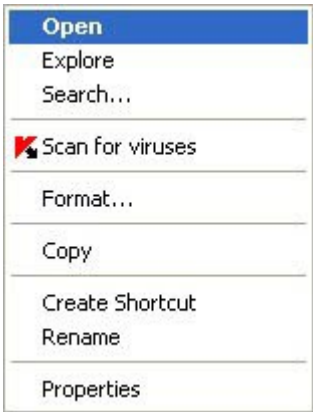 Open
Explore
Search...
Scan for viruses
Format...
Copy
Create Shortcut
Rename
Properties